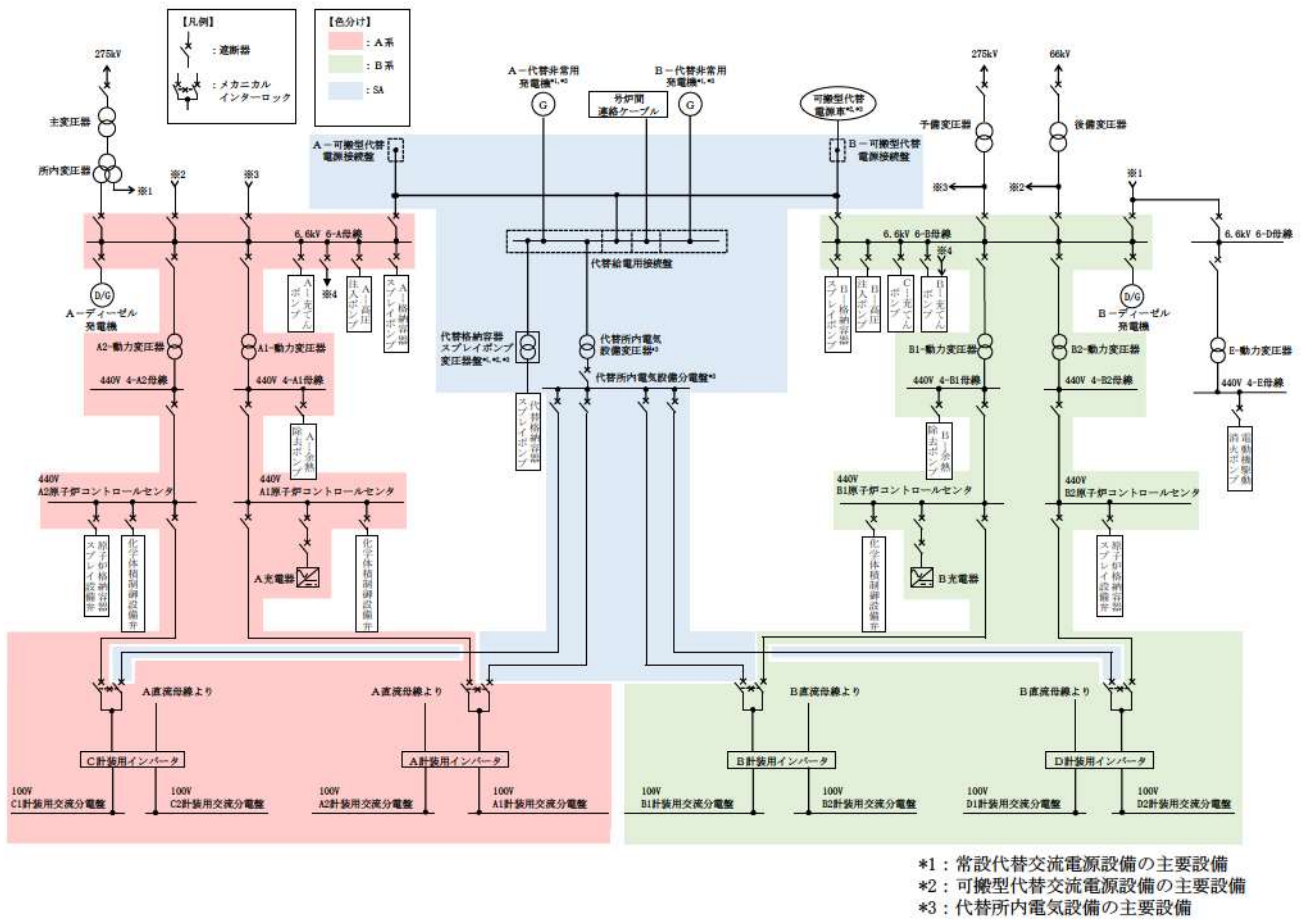 【凡例】
：遮断器
：メカニカル
インターロック
【色分け】
：A系
：B系
：SA
275kV
主変圧器
所内変圧器
※1
※2
※3
A－代替非常用
発電機*1,*3
号炉間
連絡ケーブル
B－代替非常用
発電機*1,*3
可搬型代替
電源車*2,*3
A－可搬型代替
電源接続盤
B－可搬型代替
電源接続盤
275kV
66kV
予備変圧器
後備変圧器
※3
※2
※1
6.6kV 6-A母線
代替給電用接続盤
6.6kV 6-B母線
6.6kV 6-D母線
D/G
A－ディーゼル
発電機
A－充てん
ポンプ
※4
A－高圧
注入ポンプ
A－格納容器
スプレイポンプ
B－格納容器
スプレイポンプ
B－高圧
注入ポンプ
C－充てん
ポンプ
※4
B－充てん
ポンプ
D/G
B－ディーゼル
発電機
A2-動力変圧器
A1-動力変圧器
代替格納容器
スプレイポンプ
変圧器盤*1,*2,*3
代替所内電気
設備変圧器*3
代替所内電気設備分電盤*3
代替格納容器
スプレイポンプ
B1-動力変圧器
B2-動力変圧器
E-動力変圧器
440V 4-A2母線
440V 4-A1母線
440V 4-B1母線
440V 4-B2母線
440V 4-E母線
A－余熱
除去ポンプ
B－余熱
除去ポンプ
電動機駆動
消火ポンプ
440V
A2原子炉コントロールセンタ
440V
A1原子炉コントロールセンタ
440V
B1原子炉コントロールセンタ
440V
B2原子炉コントロールセンタ
原子炉格納容器
スプレイ設備弁
化学体積制御設備弁
A充電器
化学体積制御設備弁
化学体積制御設備弁
B充電器
原子炉格納容器
スプレイ設備弁
A直流母線より
A直流母線より
B直流母線より
B直流母線より
C計装用インバータ
A計装用インバータ
B計装用インバータ
D計装用インバータ
100V
C1計装用交流分電盤
100V
C2計装用交流分電盤
100V
A2計装用交流分電盤
100V
A1計装用交流分電盤
100V
B1計装用交流分電盤
100V
B2計装用交流分電盤
100V
D1計装用交流分電盤
100V
D2計装用交流分電盤
*1：常設代替交流電源設備の主要設備
*2：可搬型代替交流電源設備の主要設備
*3：代替所内電気設備の主要設備